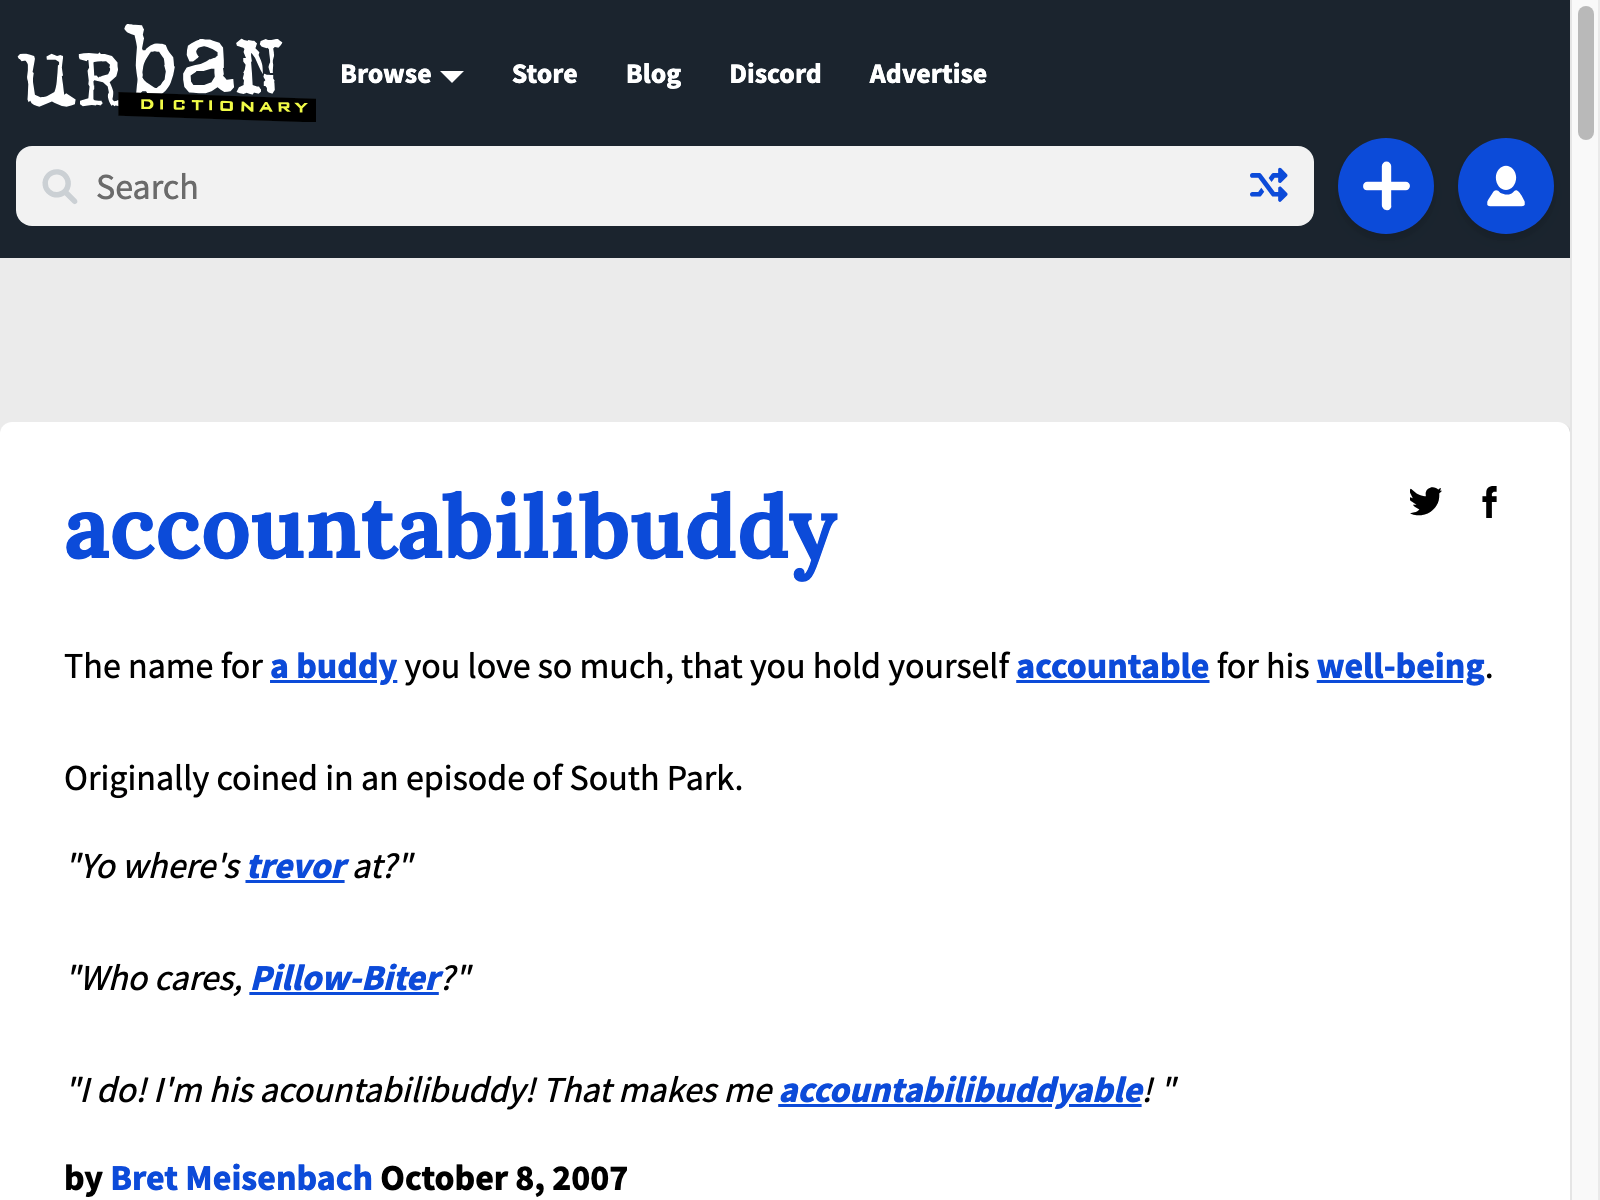 urban
DICTIONARY
Browse Store Blog Discord Advertise
Search
accountabilibuddy
The name for a buddy you love so much, that you hold yourself accountable for his well-being.
Originally coined in an episode of South Park.
"Yo where's trevor at?"
"Who cares, Pillow-Biter?"
"I do! I'm his acountabilibuddy! That makes me accountabilibuddyable! "
by Bret Meisenbach October 8, 2007